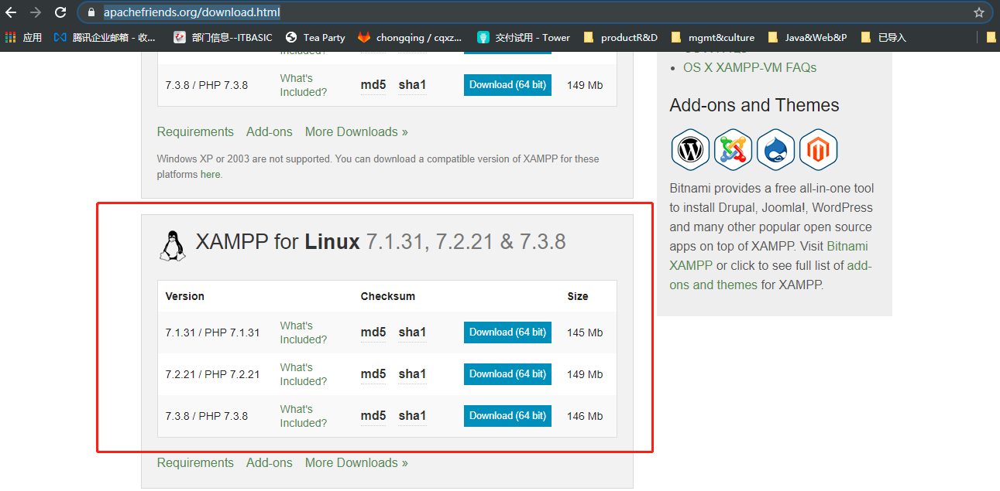 apachefriends.org/download.html
应用
腾讯企业邮箱 - 收...
部门信息--ITBASIC
Tea Party
chongqing / cqxz...
交付试用 - Tower
productR&D
mgmt&culture
Java&Web&P
已导入
Included?
7.3.8 / PHP 7.3.8
What's
Included?
md5 sha1
Download (64 bit)
149 Mb
Requirements Add-ons More Downloads »
Windows XP or 2003 are not supported. You can download a compatible version of XAMPP for these
platforms here.
XAMPP for Linux 7.1.31, 7.2.21 & 7.3.8
Version Checksum Size
7.1.31 / PHP 7.1.31
What's
Included?
md5 sha1
Download (64 bit)
145 Mb
7.2.21 / PHP 7.2.21
What's
Included?
md5 sha1
Download (64 bit)
149 Mb
7.3.8 / PHP 7.3.8
What's
Included?
md5 sha1
Download (64 bit)
146 Mb
Requirements Add-ons More Downloads »
OS X XAMPP-VM FAQs
Add-ons and Themes
Bitnami provides a free all-in-one tool
to install Drupal, Joomla!, WordPress
and many other popular open source
apps on top of XAMPP. Visit Bitnami
XAMPP or click to see full list of add-
ons and themes for XAMPP.